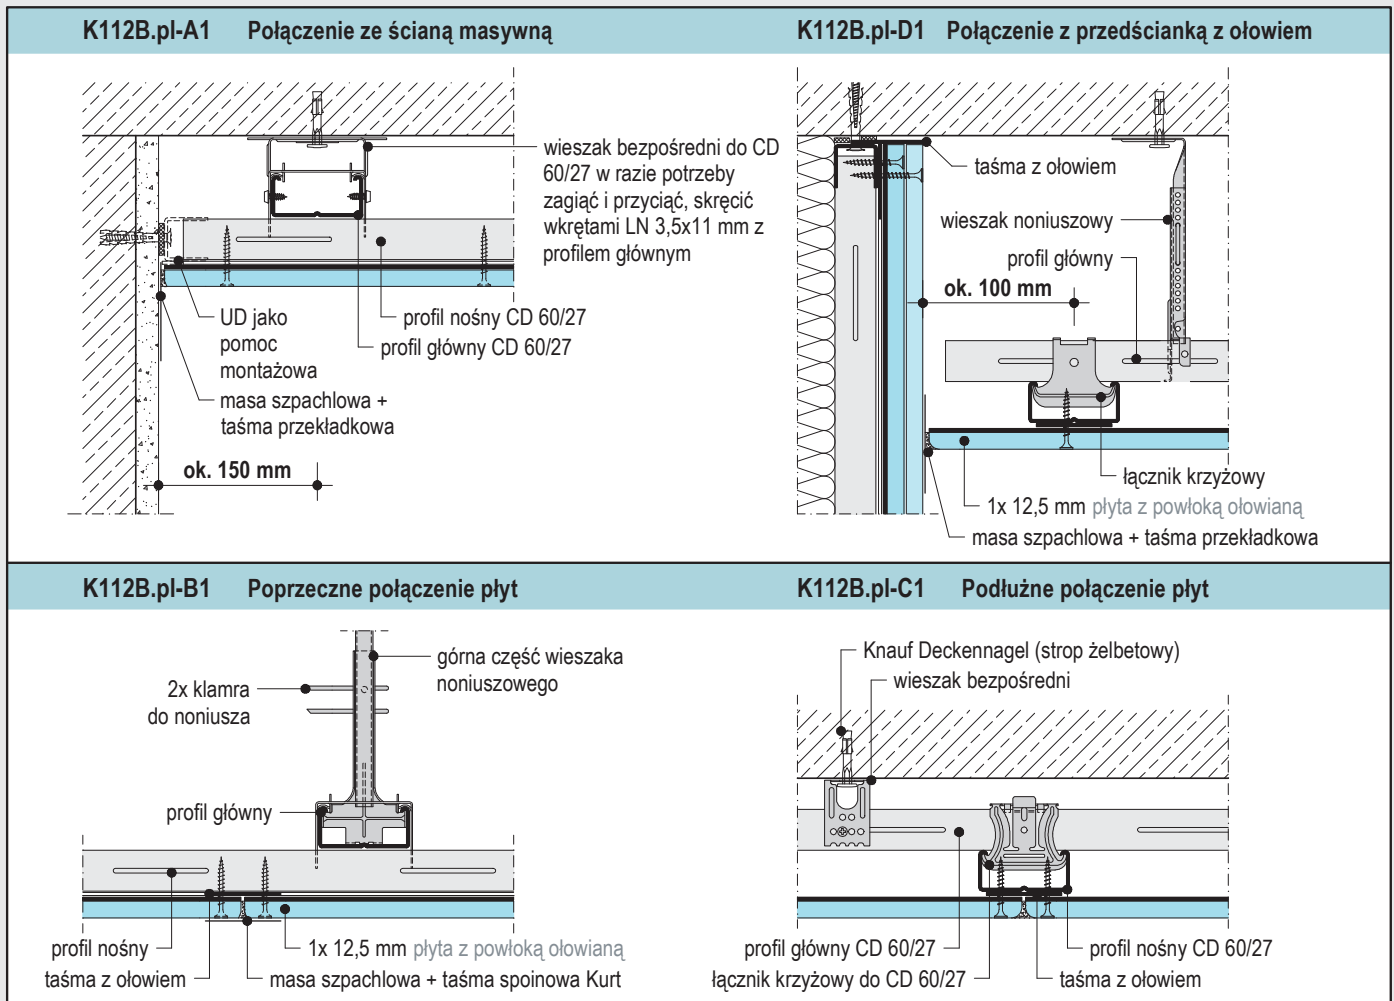 K112B.pl-A1 Połączenie ze ścianą masywną
wieszak bezpośredni do CD
60/27 w razie potrzeby
zagiąć i przyciąć, skręcić
wkrętami LN 3,5x11 mm z
profilem głównym
UD jako
pomoc
montażowa
profil nośny CD 60/27
profil główny CD 60/27
masa szpachlowa +
taśma przekładkowa
ok. 150 mm
K112B.pl-D1 Połączenie z przedścianką z ołowiem
taśma z ołowiem
wieszak noniuszowy
profil główny
ok. 100 mm
łącznik krzyżowy
1x 12,5 mm płyta z powłoką ołowianą
masa szpachlowa + taśma przekładkowa
K112B.pl-B1 Poprzeczne połączenie płyt
górna część wieszaka
noniuszowego
2x klamra
do noniusza
profil główny
profil nośny
1x 12,5 mm płyta z powłoką ołowianą
taśma z ołowiem
masa szpachlowa + taśma spoinowa Kurt
K112B.pl-C1 Podłużne połączenie płyt
Knauf Deckennagel (strop żelbetowy)
wieszak bezpośredni
profil główny CD 60/27
profil nośny CD 60/27
łącznik krzyżowy do CD 60/27
taśma z ołowiem